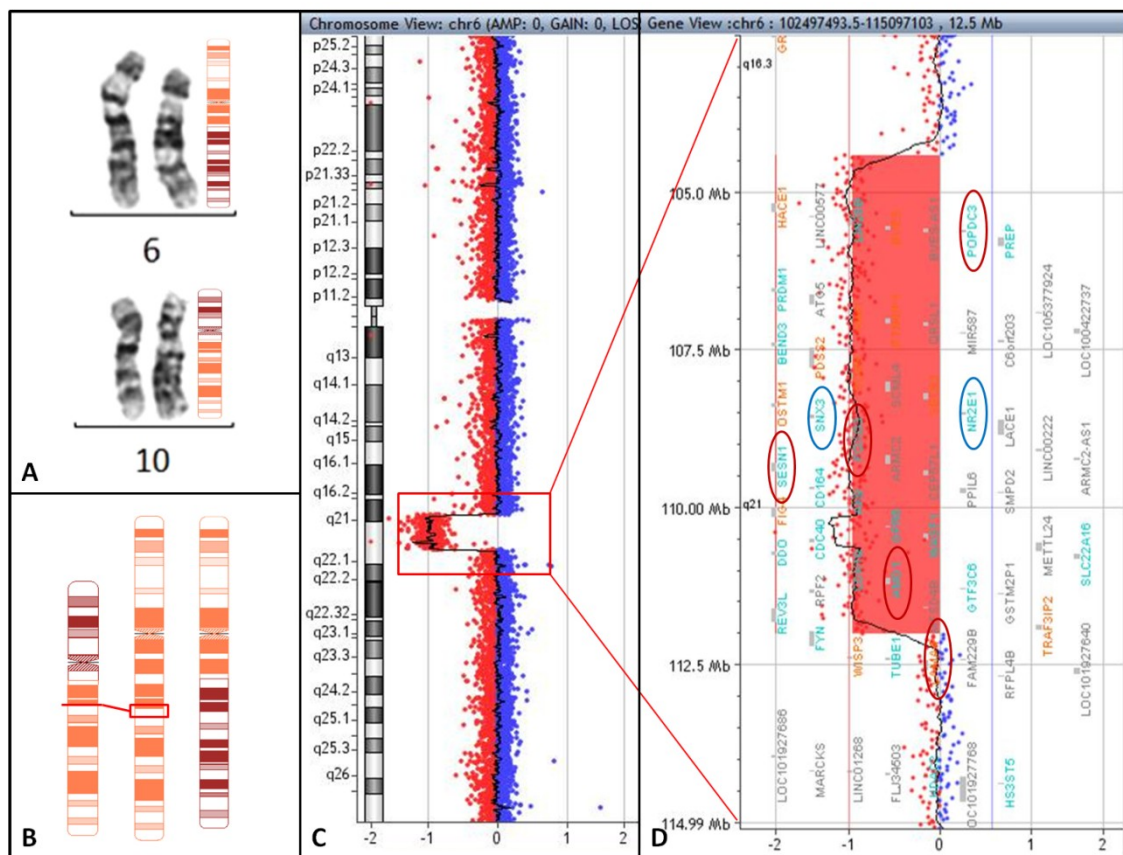 A
6
10
B
Chromosome View: chr6 (AMP: 0, GAIN: 0, LOS
p25.2
p24.3
p24.1
p22.2
p21.33
p21.2
p21.1
p12.3
p12.2
p11.2
q13
q14.1
q14.2
q15
q16.1
q16.2
q21
q22.1
q22.2
q22.32
q23.1
q23.3
q24.2
q25.1
q25.3
q26
-2 -1 0 1 2
C
Gene View :chr6 : 102497493.5-115097103 , 12.5 Mb
q16.3
105.0 Mb
107.5 Mb
110.00 Mb
q21
112.5 Mb
114.99 Mb
HACE1
LINC00577
POPDC3
PREP
PRDM1
ATG5
BEND3
PDSS2
MIR587
C6orf203
LOC105377924
LOC100422737
OSTM1
SNX3
NR2E1
LACE1
SESN1
CD164
PPIL6
SMPD2
LINC00222
ARMC2-AS1
DDO
CDC40
METTL24
SLC22A16
RPF2
GTF3C6
GSTM2P1
REV3L
FYN
TRAF3IP2
WISP3
TUBE1
FAM229B
RFPL4B
LOC101927640
LOC101927686
MARCKS
LINC01268
FLJ34503
OC101927768
HS3ST5
-2 -1 0 1 2
D